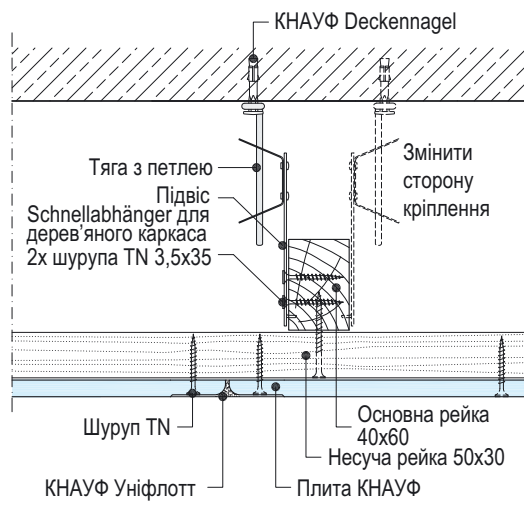 КНАУФ Deckennagel
Тяга з петлею
Підвіс
Schnellabhänger для
дерев’яного каркаса
2x шурупа TN 3,5x35
Змінити
сторону
кріплення
Шуруп TN
Основна рейка
40x60
Несуча рейка 50x30
КНАУФ Уніфлотт
Плита КНАУФ